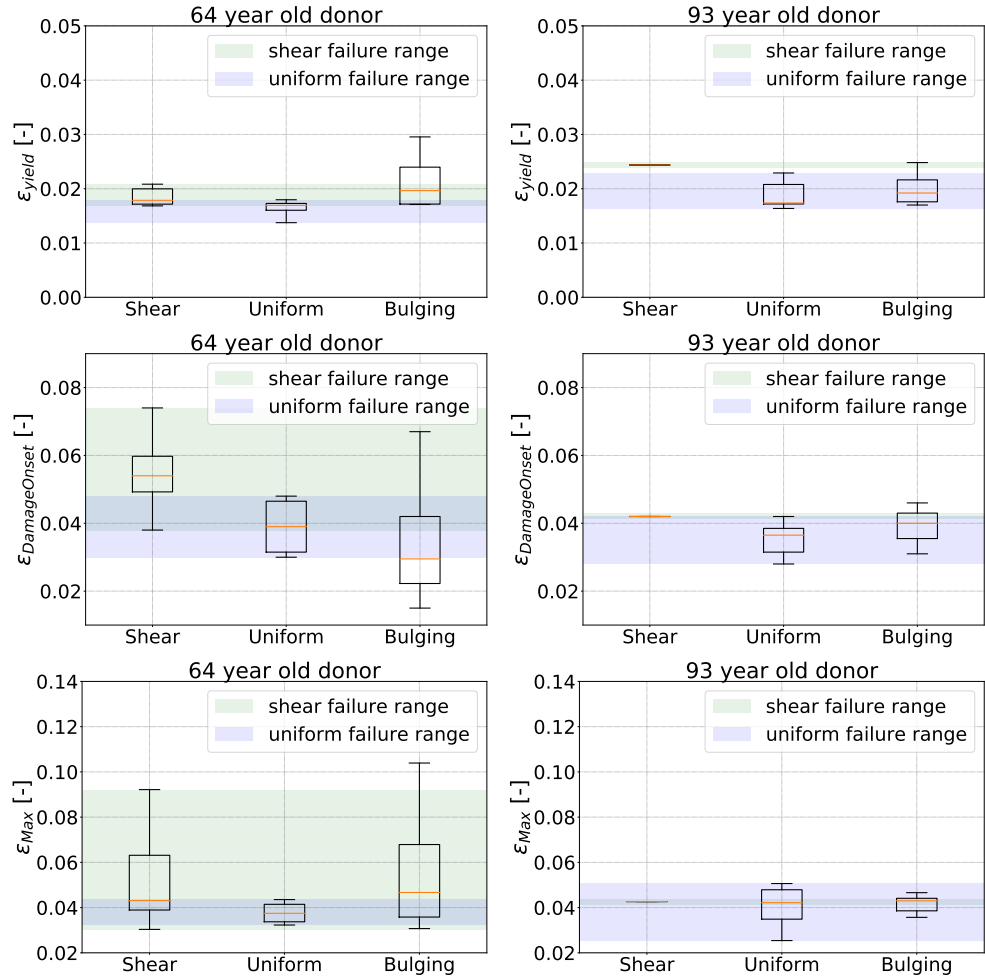 64 year old donor
93 year old donor
0.05
0.04
0.03
0.02
0.01
0.00
ε_yield [-]
shear failure range
uniform failure range
Shear
Uniform
Bulging
0.05
0.04
0.03
0.02
0.01
0.00
ε_yield [-]
shear failure range
uniform failure range
Shear
Uniform
Bulging
64 year old donor
93 year old donor
0.08
0.06
0.04
0.02
ε_DamageOnset [-]
shear failure range
uniform failure range
Shear
Uniform
Bulging
0.08
0.06
0.04
0.02
ε_DamageOnset [-]
shear failure range
uniform failure range
Shear
Uniform
Bulging
64 year old donor
93 year old donor
0.14
0.12
0.10
0.08
0.06
0.04
0.02
ε_Max [-]
shear failure range
uniform failure range
Shear
Uniform
Bulging
0.14
0.12
0.10
0.08
0.06
0.04
0.02
ε_Max [-]
shear failure range
uniform failure range
Shear
Uniform
Bulging